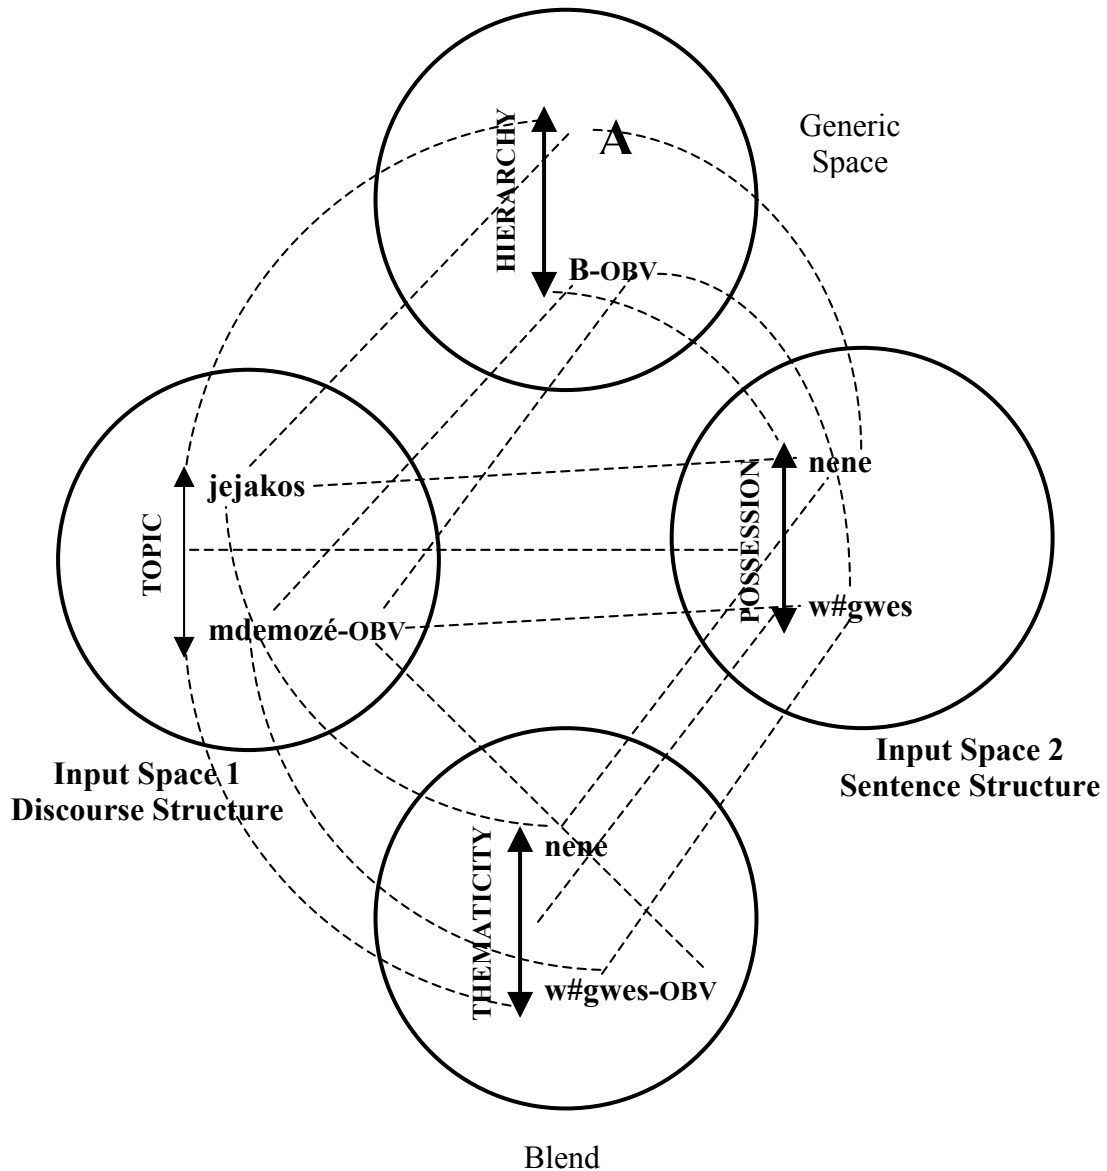 HIERARCHY
A
B-OBV
Generic
Space
TOPIC
jejakos
mdemozé-OBV
Input Space 1
Discourse Structure
POSSESSION
nene
w#gwes
Input Space 2
Sentence Structure
THEMATICITY
nene
w#gwes-OBV
Blend